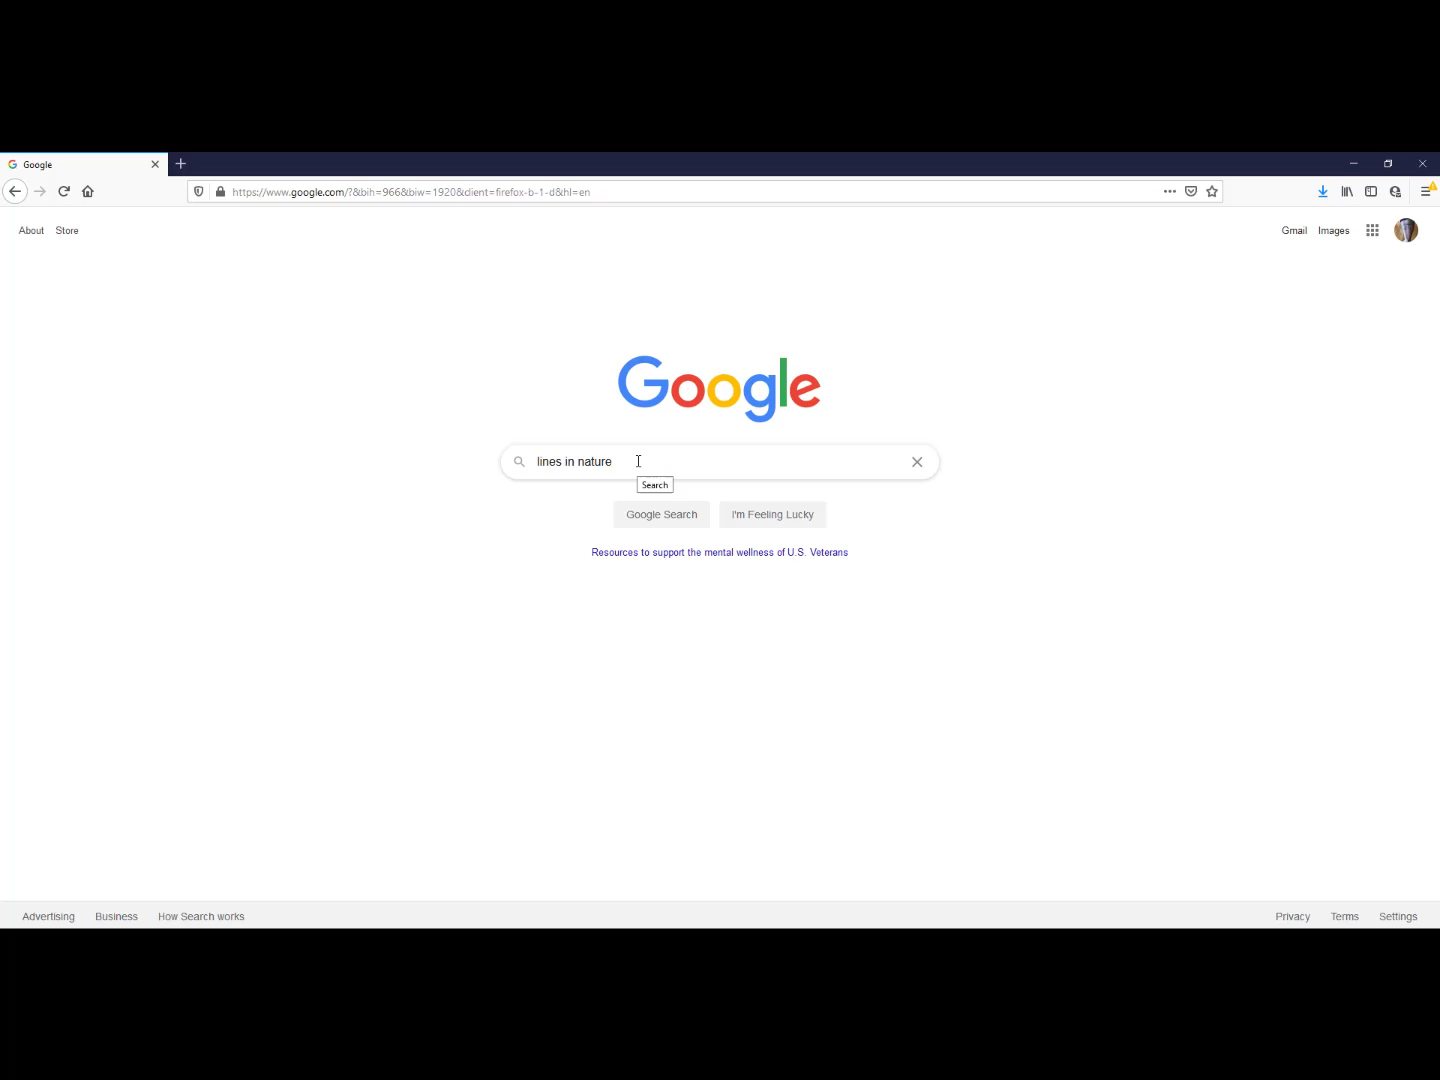 Google
https://www.google.com/?&bih=966&biw=1920&client=firefox-b-1-d&hl=en
About Store
Gmail Images
Google
lines in nature
Search
Google Search I'm Feeling Lucky
Resources to support the mental wellness of U.S. Veterans
Advertising Business How Search works
Privacy Terms Settings